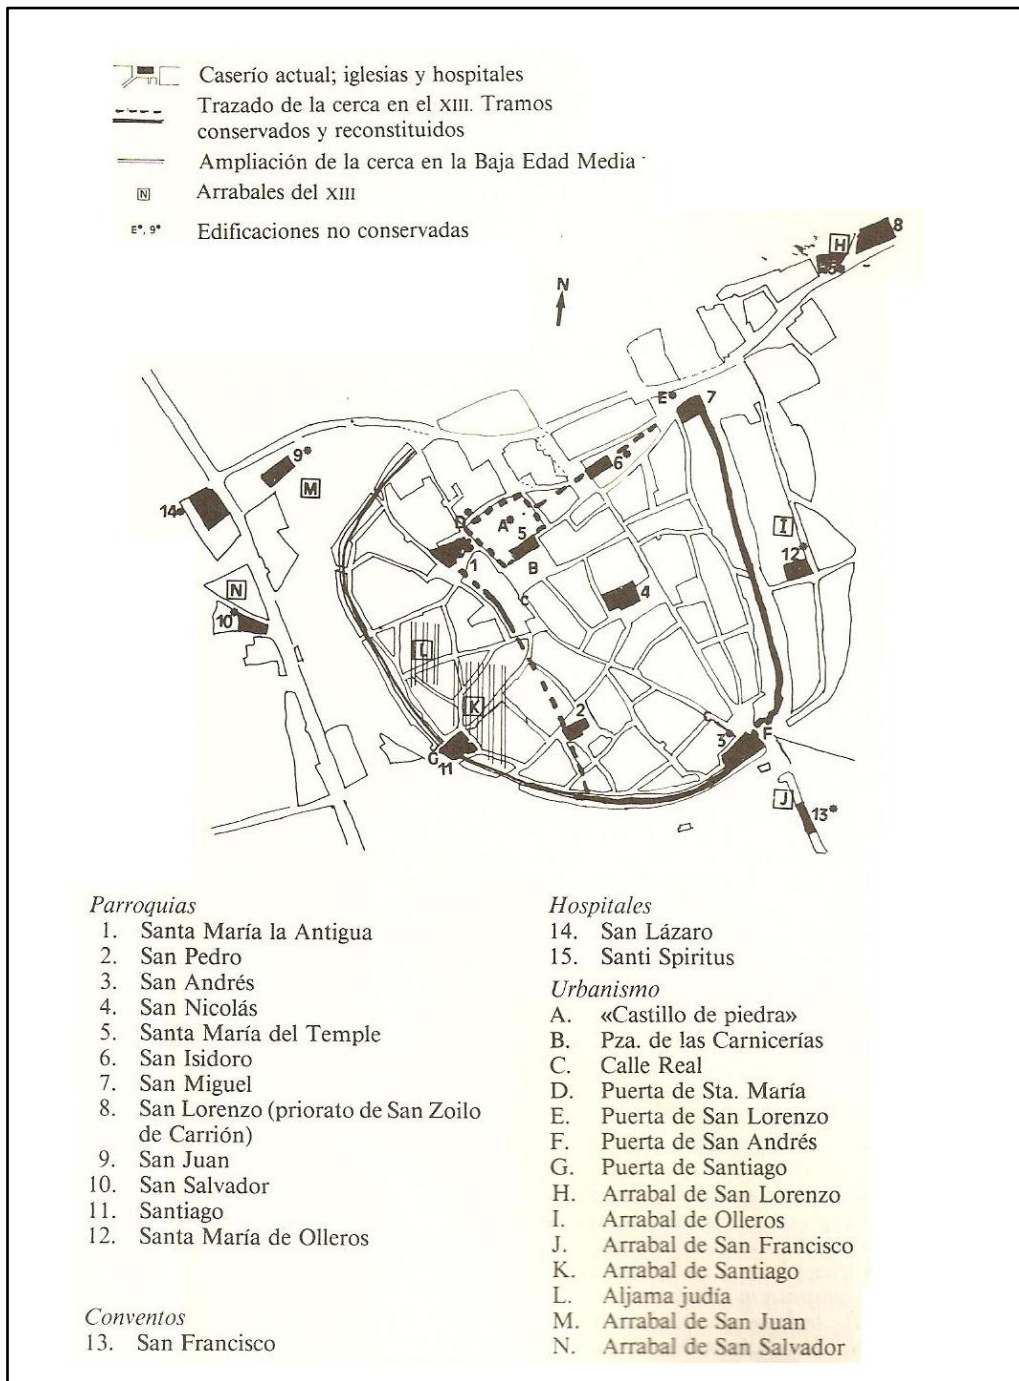 Caserío actual; iglesias y hospitales
Trazado de la cerca en el XIII. Tramos
conservados y reconstituidos
Ampliación de la cerca en la Baja Edad Media
N Arrabales del XIII
E*, 9* Edificaciones no conservadas
8
H
15*
N
E*
7
9*
6*
M
14*
D*
A*
5
I
1
B
12*
N
C
4
10*
L
K
2
3*
F
G
11
J
13*
Parroquias
1. Santa María la Antigua
2. San Pedro
3. San Andrés
4. San Nicolás
5. Santa María del Temple
6. San Isidoro
7. San Miguel
8. San Lorenzo (priorato de San Zoilo
de Carrión)
9. San Juan
10. San Salvador
11. Santiago
12. Santa María de Olleros
Conventos
13. San Francisco
Hospitales
14. San Lázaro
15. Santi Spiritus
Urbanismo
A. «Castillo de piedra»
B. Pza. de las Carnicerías
C. Calle Real
D. Puerta de Sta. María
E. Puerta de San Lorenzo
F. Puerta de San Andrés
G. Puerta de Santiago
H. Arrabal de San Lorenzo
I. Arrabal de Olleros
J. Arrabal de San Francisco
K. Arrabal de Santiago
L. Aljama judía
M. Arrabal de San Juan
N. Arrabal de San Salvador